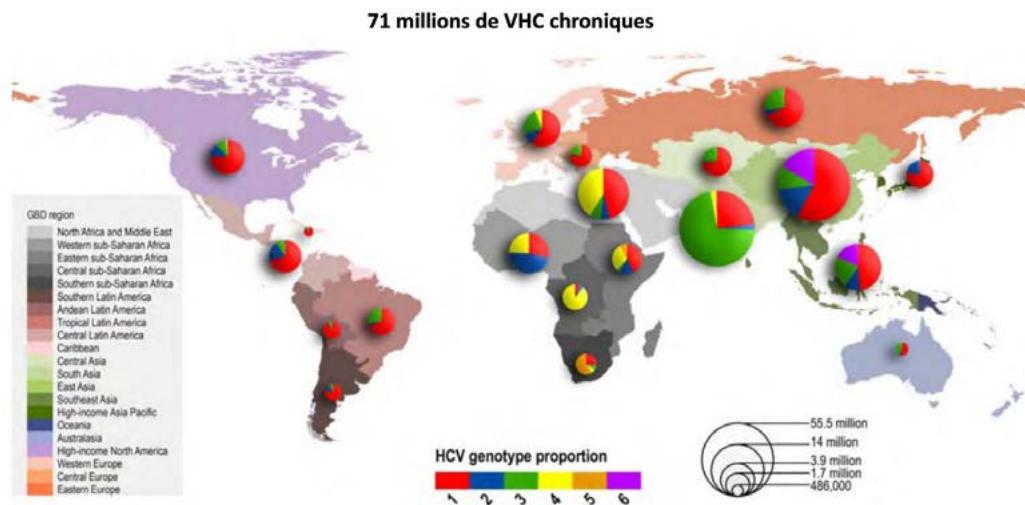 71 millions de VHC chroniques
GBD region
North Africa and Middle East
Western sub-Saharan Africa
Eastern sub-Saharan Africa
Central sub-Saharan Africa
Southern sub-Saharan Africa
Southern Latin America
Andean Latin America
Tropical Latin America
Central Latin America
Caribbean
Central Asia
South Asia
East Asia
Southeast Asia
High-income Asia Pacific
Oceania
Australasia
High-income North America
Western Europe
Central Europe
Eastern Europe
HCV genotype proportion
1 2 3 4 5 6
55.5 million
14 million
3.9 million
1.7 million
486,000